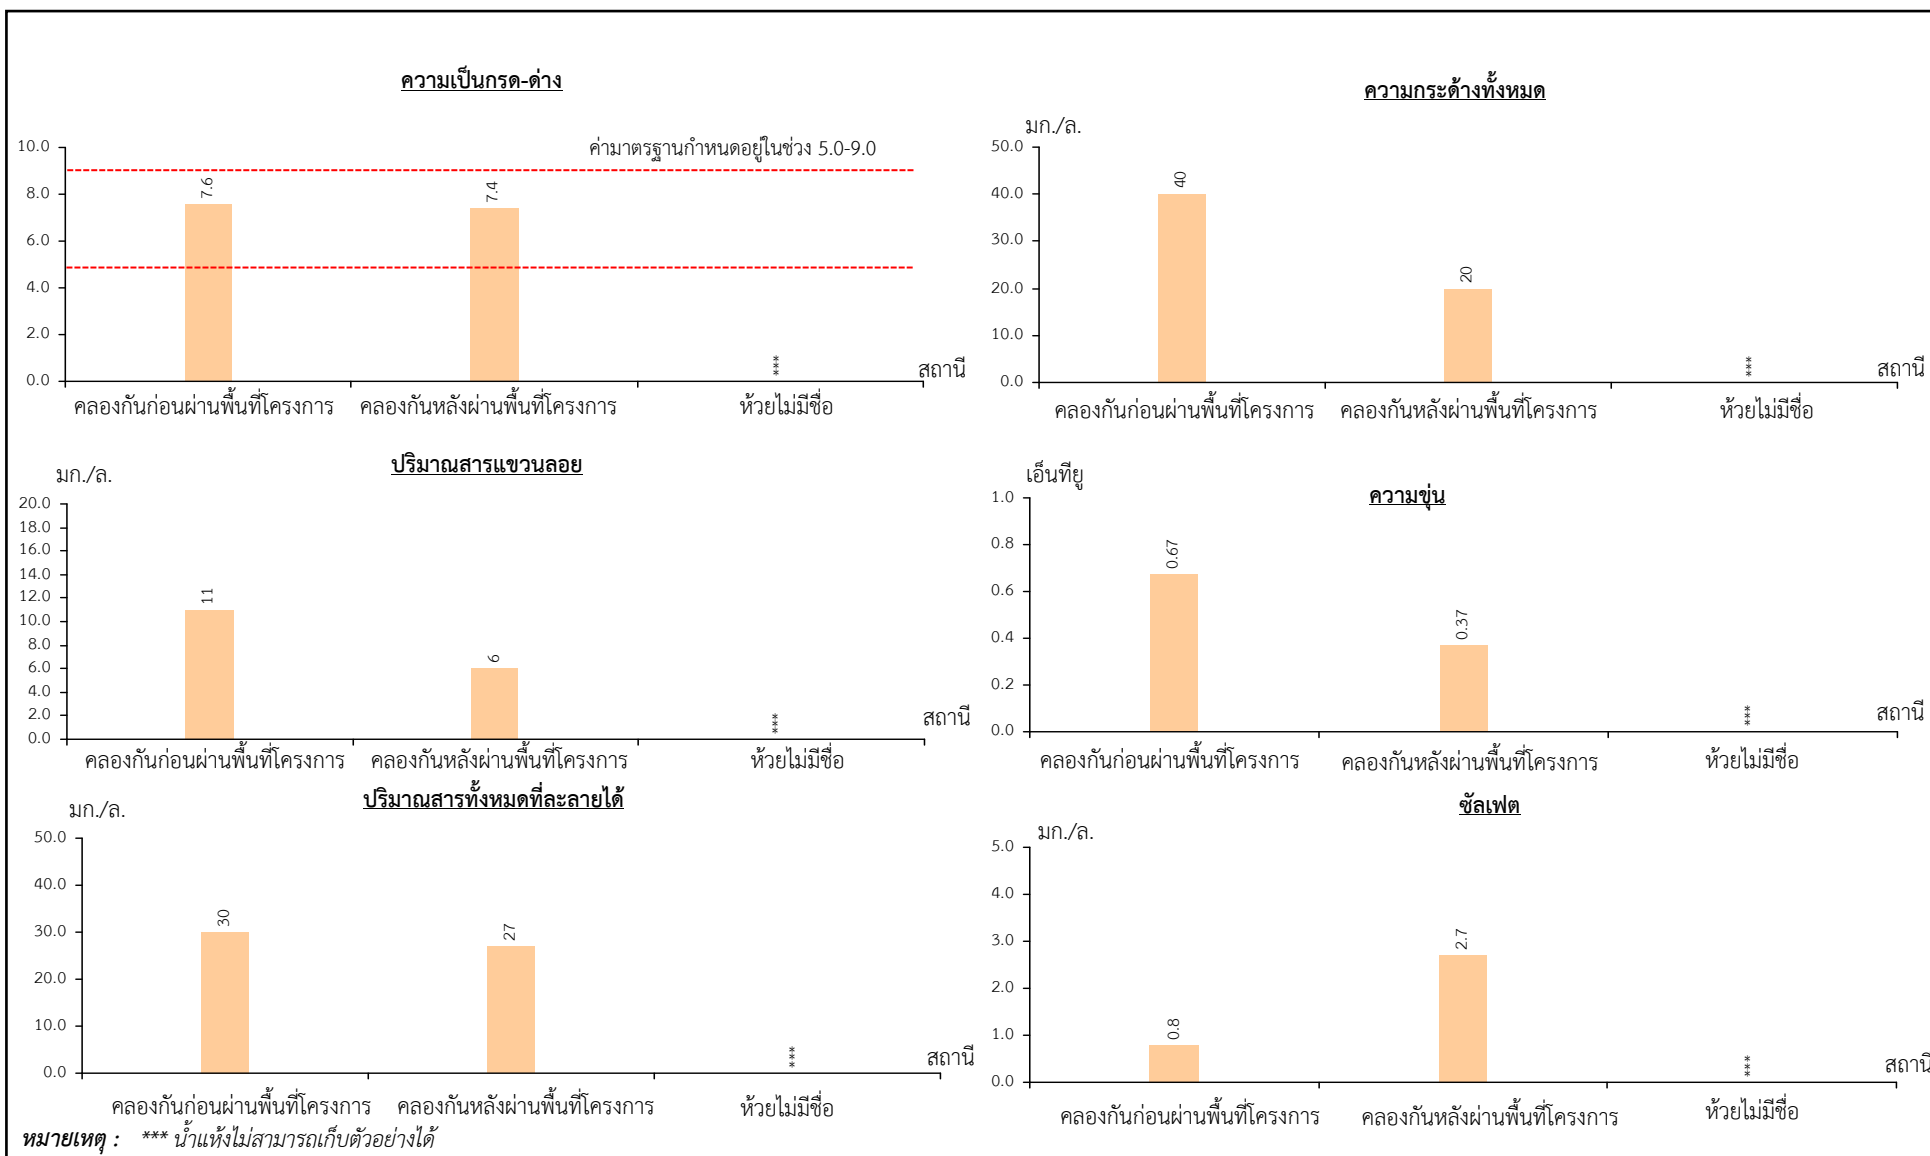 ความเป็นกรด-ด่าง
ค่ามาตรฐานกำหนดอยู่ในช่วง 5.0-9.0
10.0
8.0
6.0
4.0
2.0
0.0
7.6
7.4
***
สถานี
คลองกันก่อนผ่านพื้นที่โครงการ คลองกันหลังผ่านพื้นที่โครงการ ห้วยไม่มีชื่อ
ความกระด้างทั้งหมด
มก./ล.
50.0
40.0
30.0
20.0
10.0
0.0
40
20
***
สถานี
คลองกันก่อนผ่านพื้นที่โครงการ คลองกันหลังผ่านพื้นที่โครงการ ห้วยไม่มีชื่อ
ปริมาณสารแขวนลอย
มก./ล.
20.0
18.0
16.0
14.0
12.0
10.0
8.0
6.0
4.0
2.0
0.0
11
6
***
สถานี
คลองกันก่อนผ่านพื้นที่โครงการ คลองกันหลังผ่านพื้นที่โครงการ ห้วยไม่มีชื่อ
เอ็นทียู
ความขุ่น
1.0
0.8
0.6
0.4
0.2
0.0
0.67
0.37
***
สถานี
คลองกันก่อนผ่านพื้นที่โครงการ คลองกันหลังผ่านพื้นที่โครงการ ห้วยไม่มีชื่อ
ปริมาณสารทั้งหมดที่ละลายได้
มก./ล.
50.0
40.0
30.0
20.0
10.0
0.0
30
27
***
สถานี
คลองกันก่อนผ่านพื้นที่โครงการ คลองกันหลังผ่านพื้นที่โครงการ ห้วยไม่มีชื่อ
ซัลเฟต
มก./ล.
5.0
4.0
3.0
2.0
1.0
0.0
0.8
2.7
***
สถานี
คลองกันก่อนผ่านพื้นที่โครงการ คลองกันหลังผ่านพื้นที่โครงการ ห้วยไม่มีชื่อ
หมายเหตุ : *** น้ำแห้งไม่สามารถเก็บตัวอย่างได้